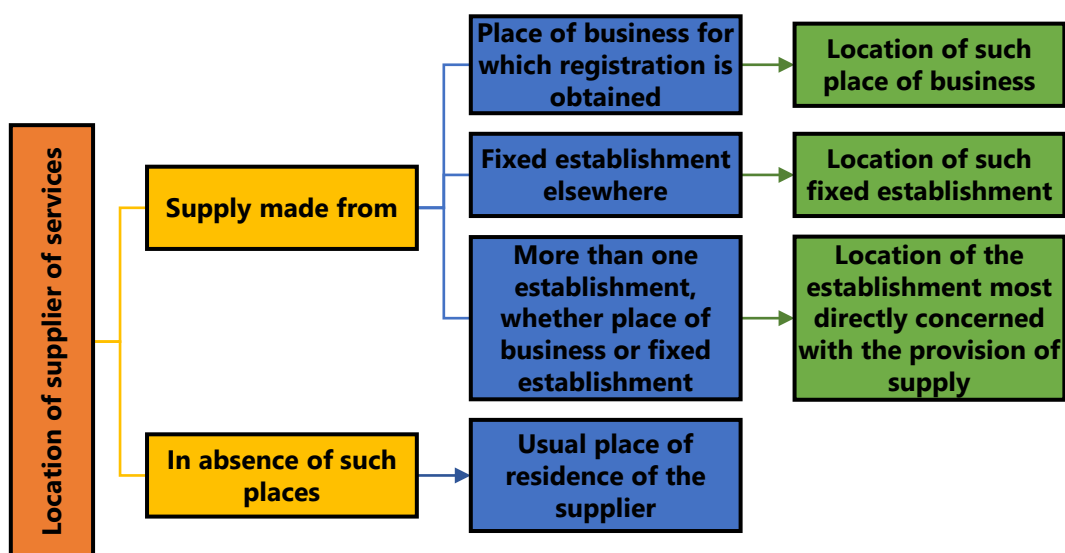 Location of supplier of services
Supply made from
Place of business for
which registration is
obtained
Location of such
place of business
Fixed establishment
elsewhere
Location of such
fixed establishment
More than one
establishment,
whether place of
business or fixed
establishment
Location of the
establishment most
directly concerned
with the provision of
supply
In absence of such
places
Usual place of
residence of the
supplier